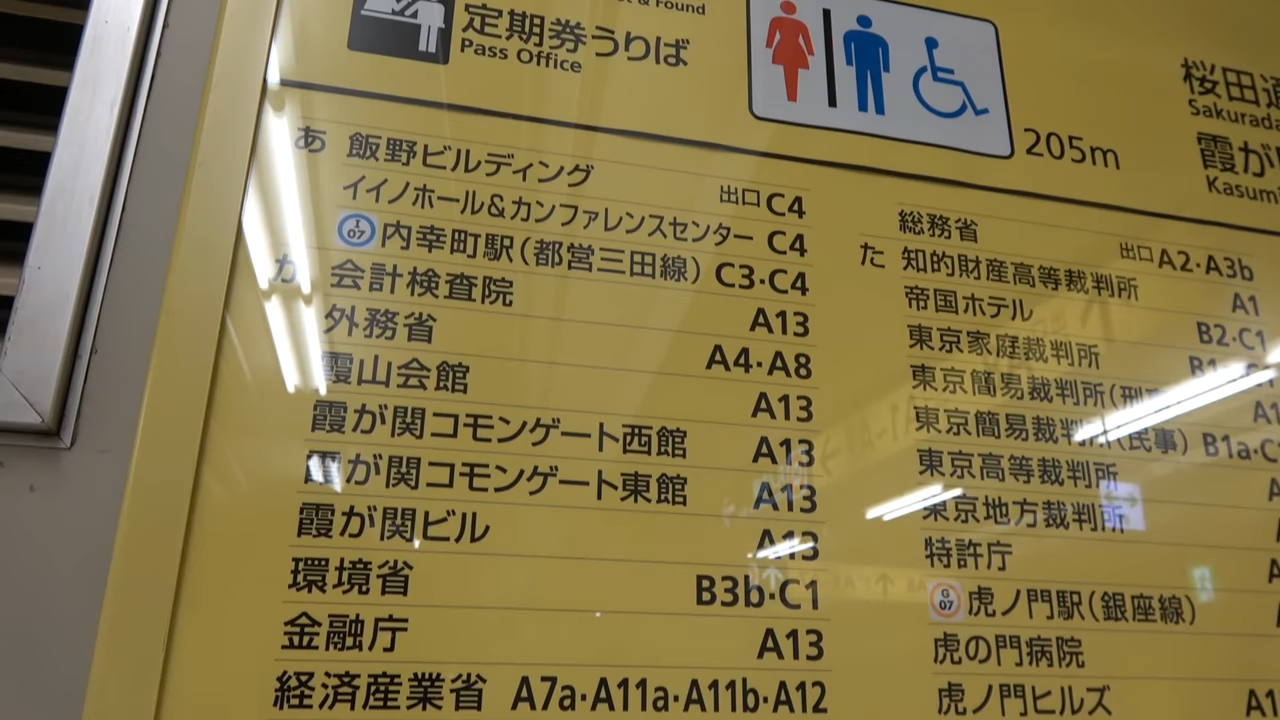 & Found
定期券うりば
Pass Office
205m
桜田
霞が
あ 飯野ビルディング 出口 C4
イイノホール&カンファレンスセンター C4
I 07 内幸町駅(都営三田線) C3·C4
か 会計検査院 A13
外務省 A4·A8
霞山会館 A13
霞が関コモンゲート西館 A13
霞が関コモンゲート東館 A13
霞が関ビル A13
環境省 B3b·C1
金融庁 A13
経済産業省 A7a·A11a·A11b·A12
総務省 出口 A2·A3b
た 知的財産高等裁判所 A1
帝国ホテル B2·C1
東京家庭裁判所
東京簡易裁判所(刑
東京簡易裁判所(民事) B1a
東京高等裁判所
東京地方裁判所
特許庁
G 07 虎ノ門駅(銀座線)
虎の門病院
虎ノ門ヒルズ